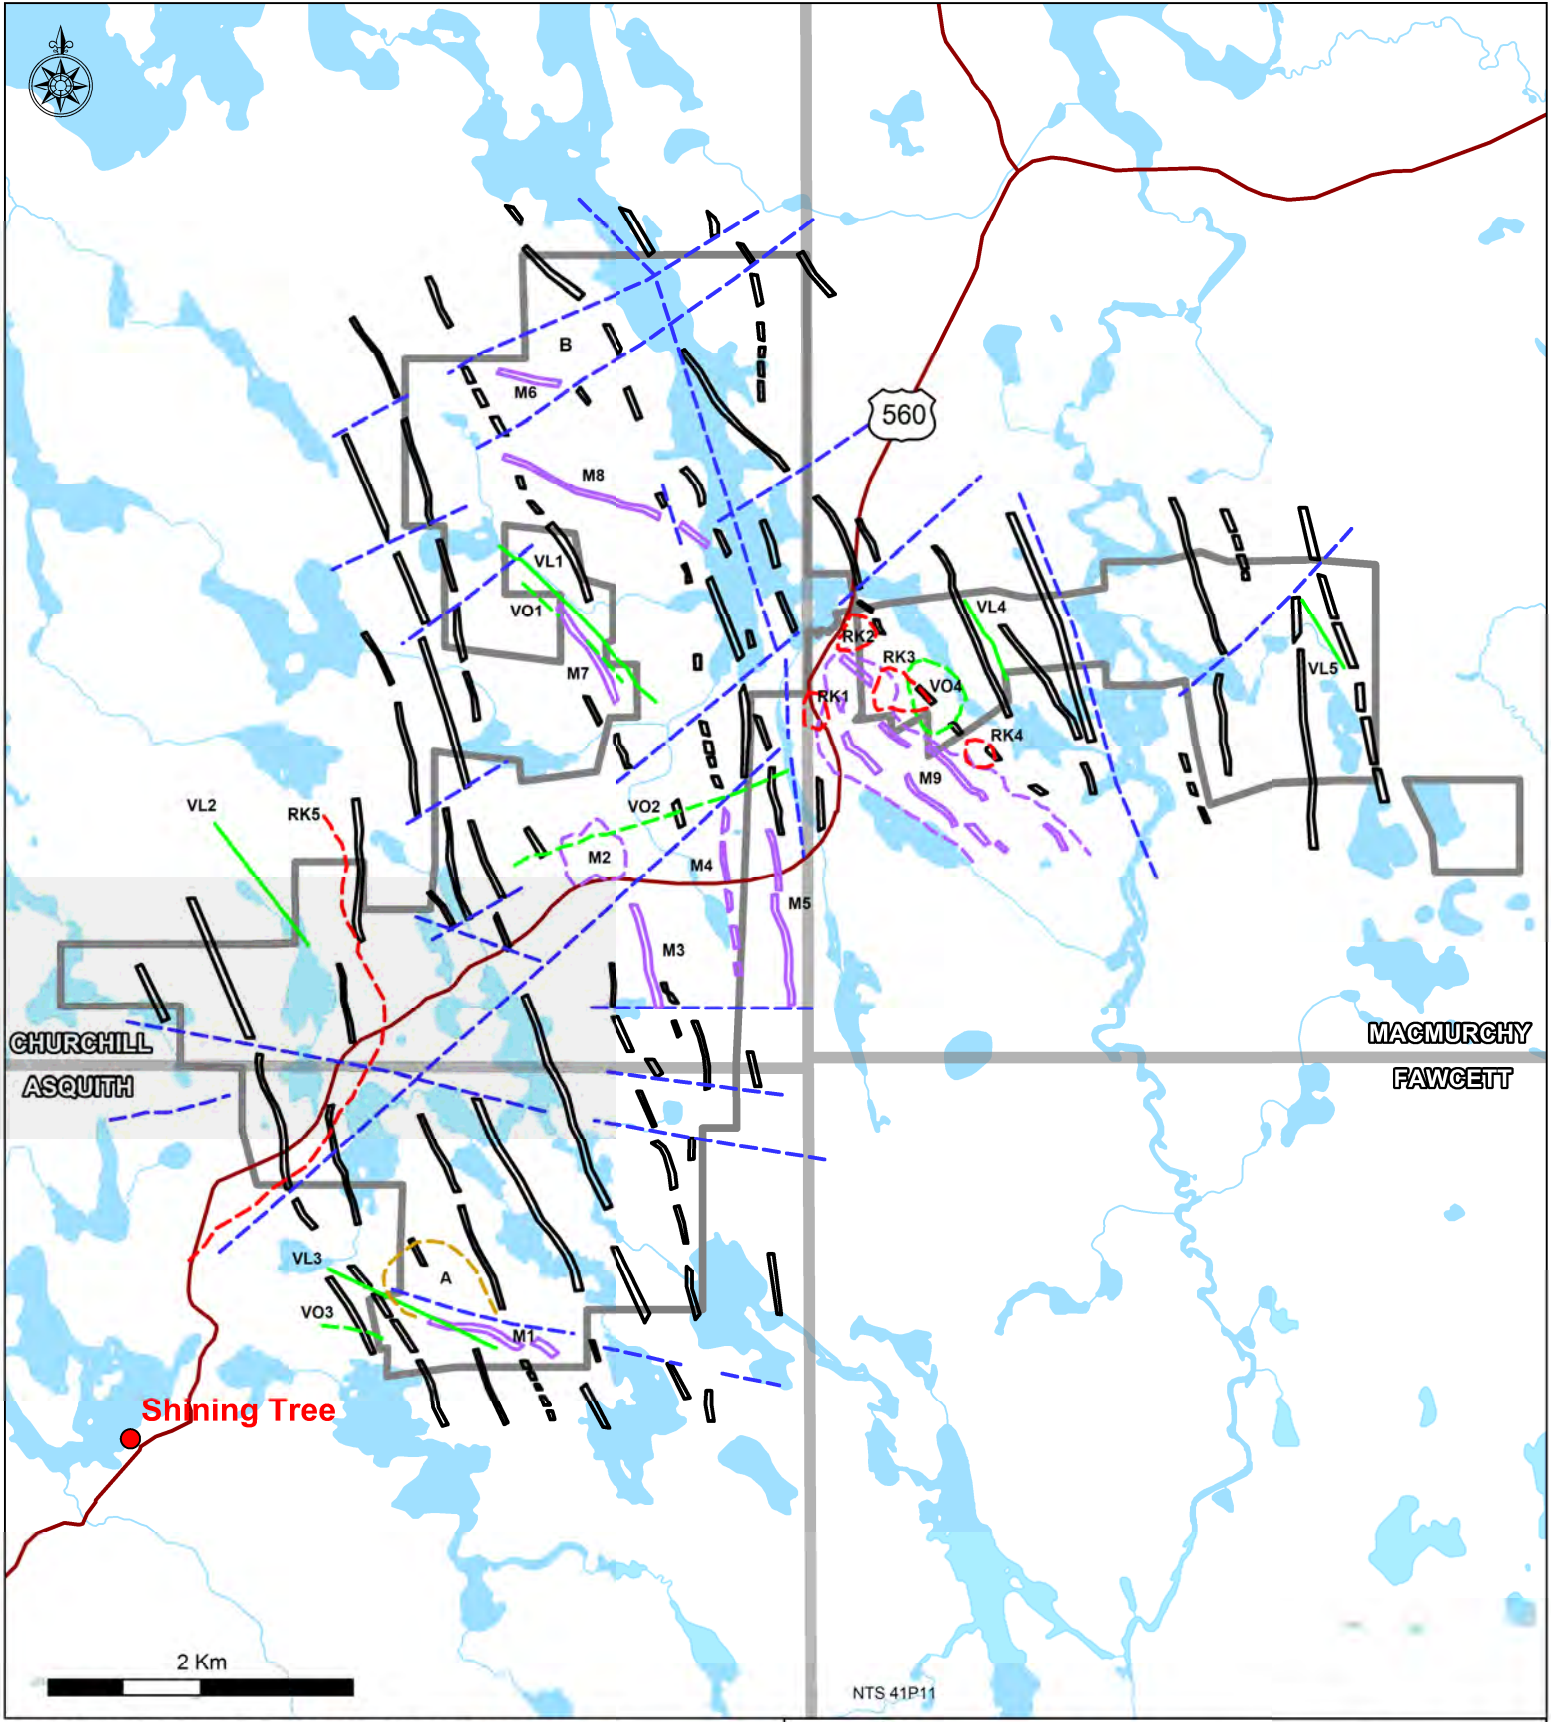 B
M6
560
M8
VL1
VO1
VL4
RK2
RK3
M7
VL5
VO4
RK1
RK4
M9
VL2
VO2
RK5
M2
M4
M5
M3
CHURCHILL
MACMURCHY
ASQUITH
FAWCETT
VL3
A
VO3
M1
Shining Tree
2 Km
NTS 41P11